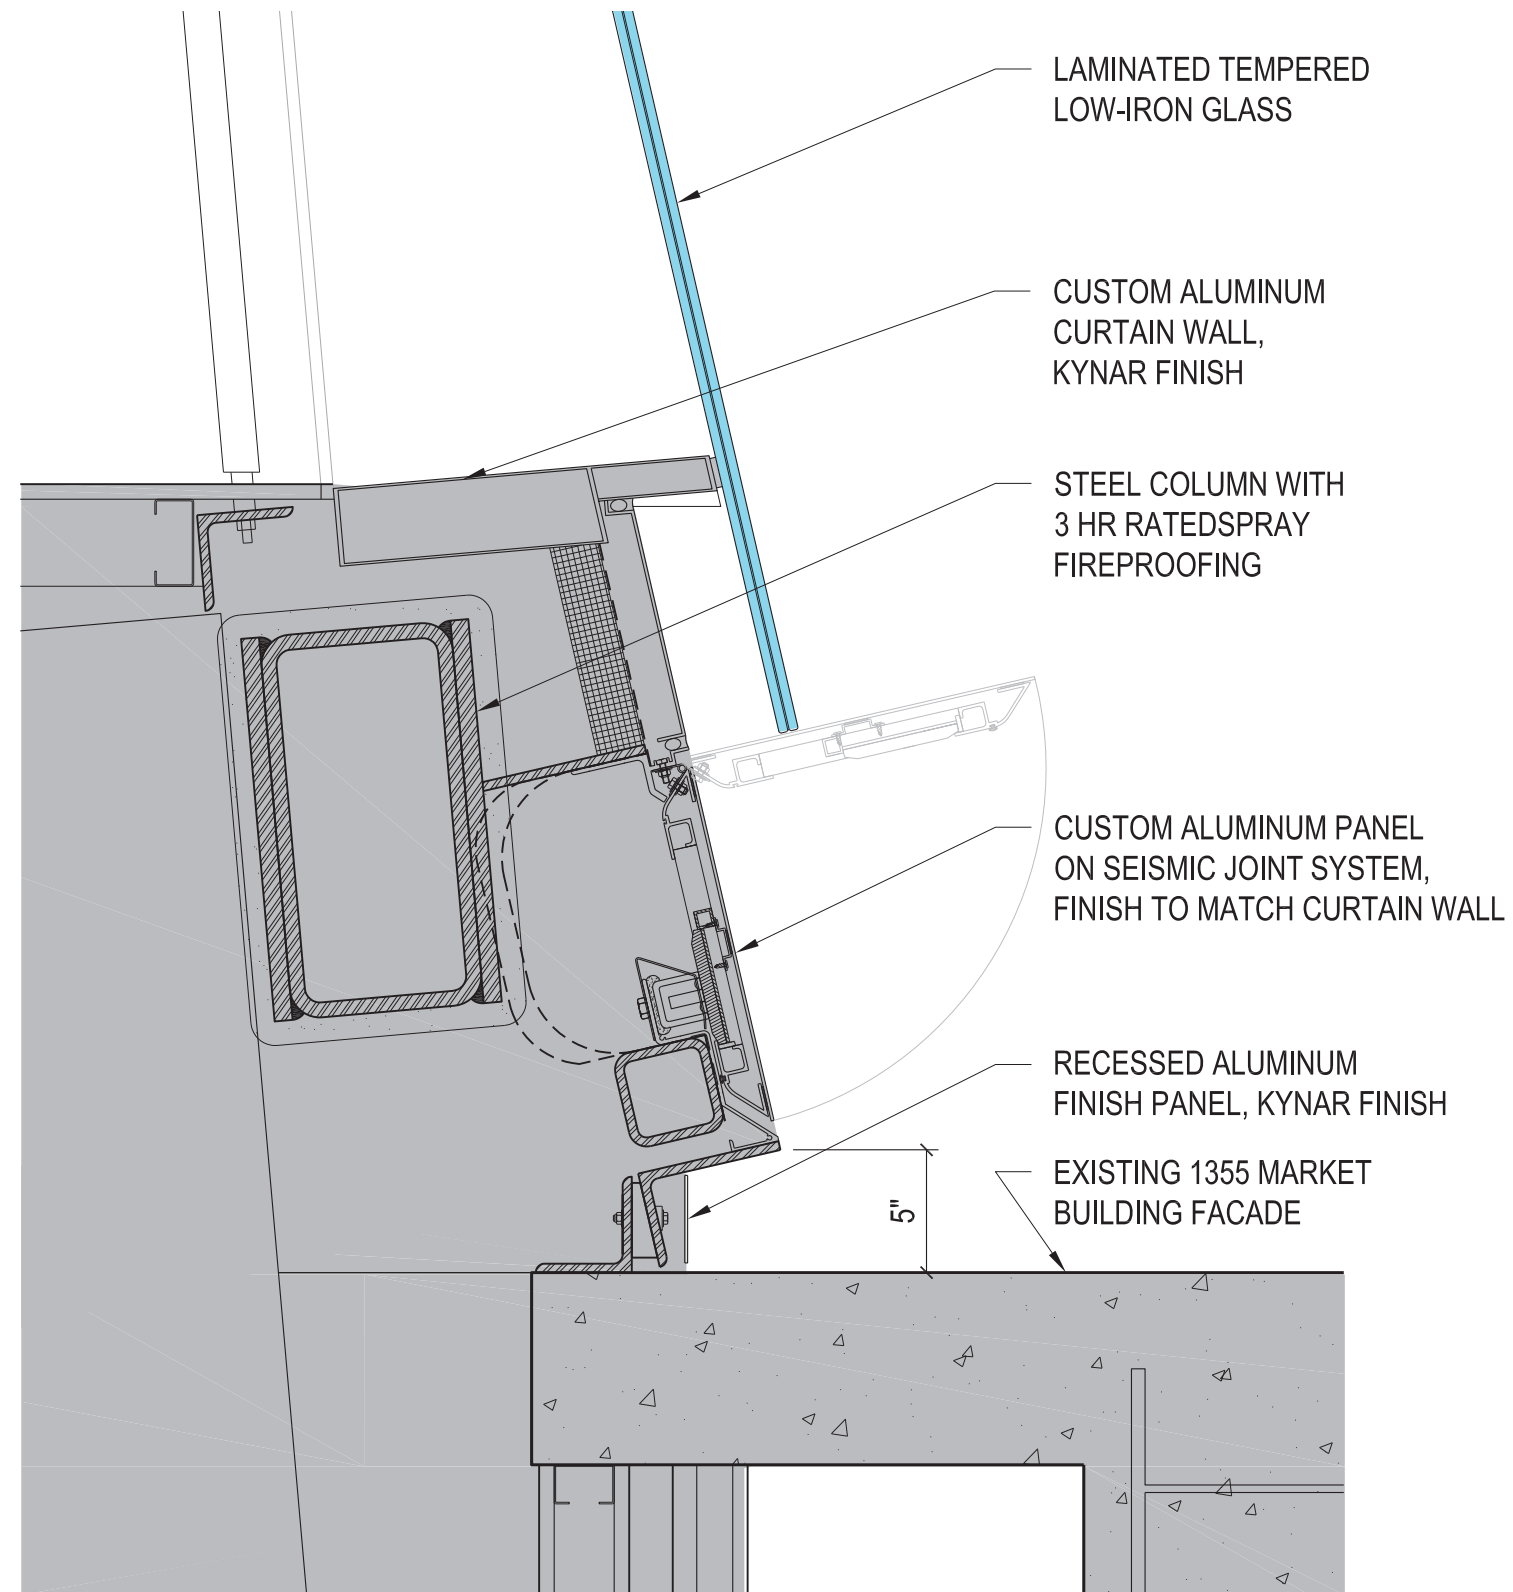 LAMINATED TEMPERED
LOW-IRON GLASS
CUSTOM ALUMINUM
CURTAIN WALL,
KYNAR FINISH
STEEL COLUMN WITH
3 HR RATEDSPRAY
FIREPROOFING
CUSTOM ALUMINUM PANEL
ON SEISMIC JOINT SYSTEM,
FINISH TO MATCH CURTAIN WALL
RECESSED ALUMINUM
FINISH PANEL, KYNAR FINISH
EXISTING 1355 MARKET
BUILDING FACADE
5"